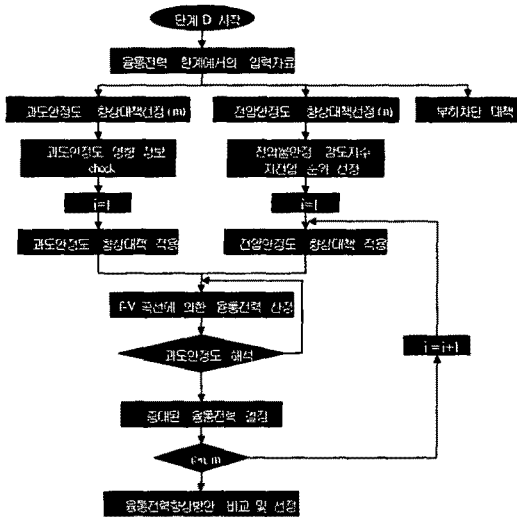 단계 D 시작
융통전력 한계에서의 입력자료
과도안정도 향상대책선정(m)
전압안정도 향상대책선정(n)
부하차단 대책
과도안정도 영향 정보
check
전압불안정 감도지수
저전압 순위 선정
i=1
i=1
과도안정도 향상대책 적용
전압안정도 향상대책 적용
f-V 곡선에 의한 융통전력 산정
과도안정도 해석
i=i+1
증대된 융통전력 결정
융통전력향상방안 비교 및 선정